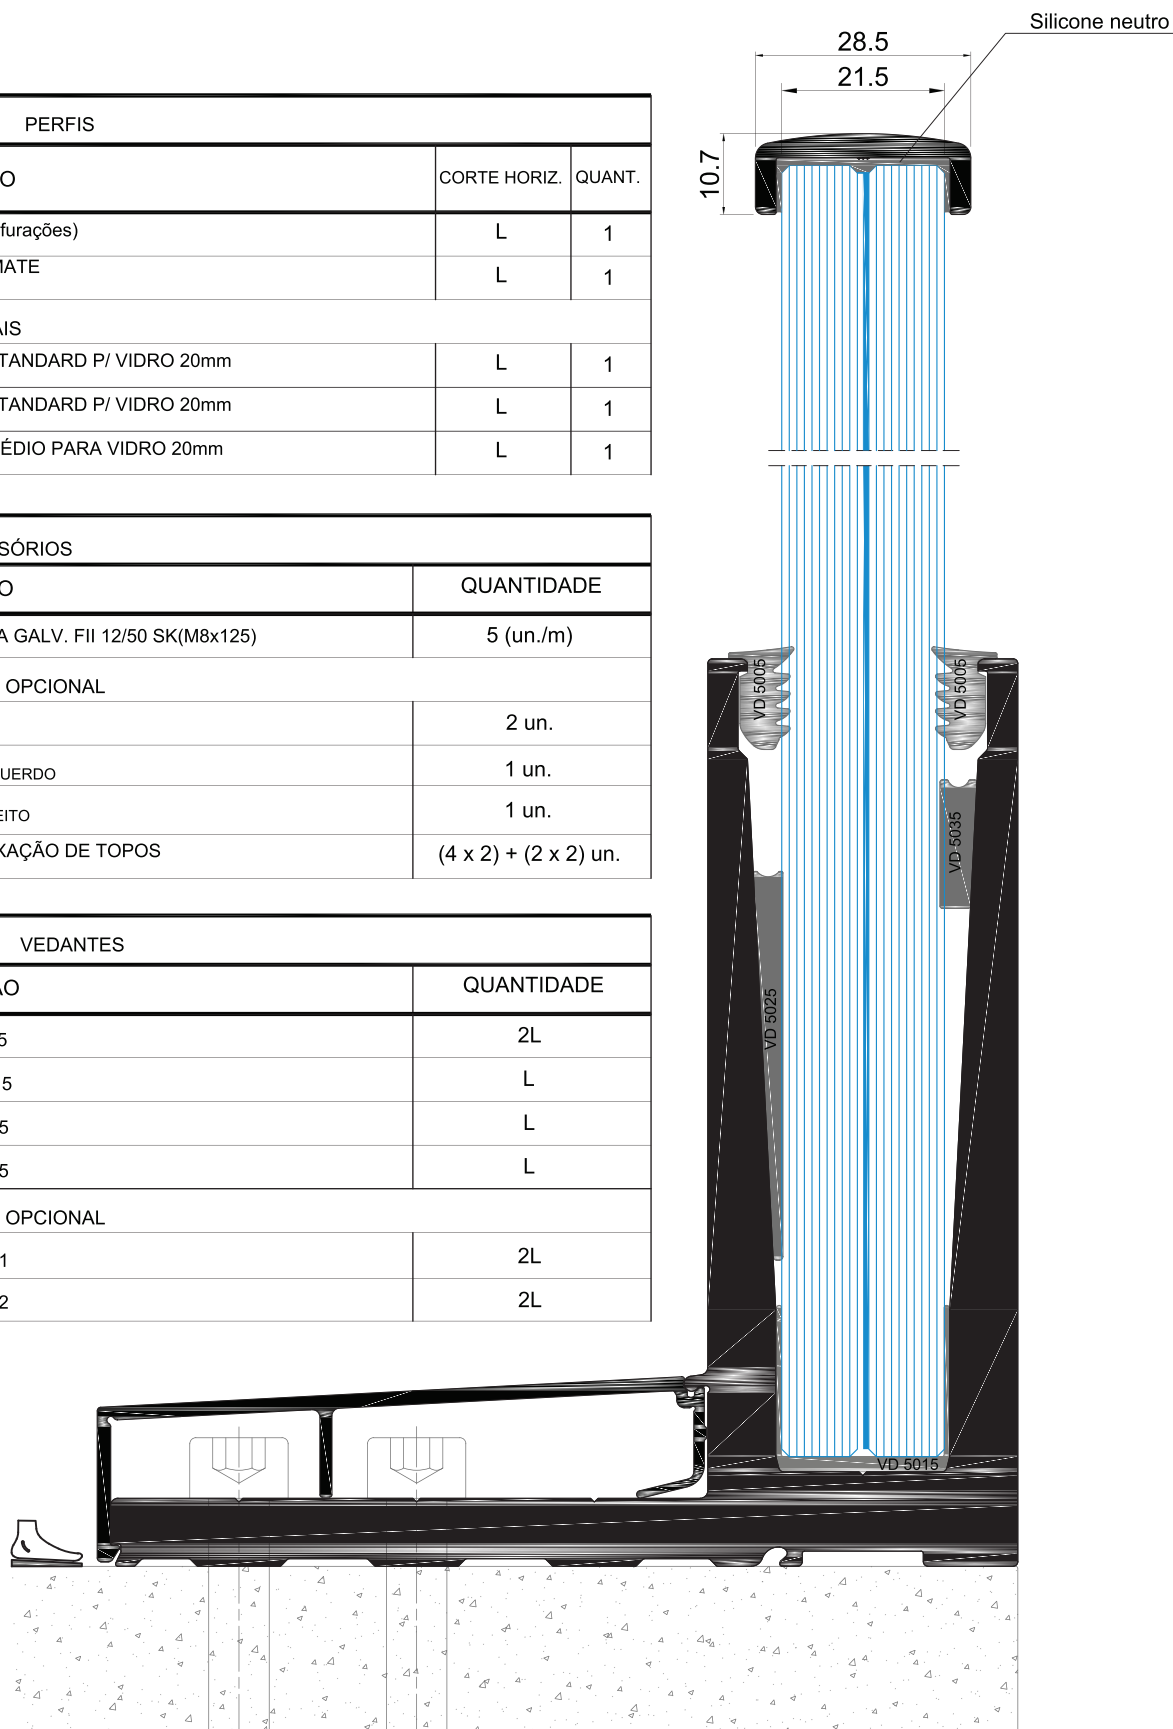 Silicone neutro
28.5
21.5
10.7
PERFIS
O
CORTE HORIZ.
QUANT.
furações)
L
1
MATE
L
1
AIS
TANDARD P/ VIDRO 20mm
L
1
TANDARD P/ VIDRO 20mm
L
1
ÉDIO PARA VIDRO 20mm
L
1
SÓRIOS
O
QUANTIDADE
A GALV. FII 12/50 SK(M8x125)
5 (un./m)
OPCIONAL
2 un.
UERDO
1 un.
EITO
1 un.
XAÇÃO DE TOPOS
(4 x 2) + (2 x 2) un.
VEDANTES
ÃO
QUANTIDADE
5
2L
5
L
5
L
5
L
OPCIONAL
1
2L
2
2L
VD 5005
VD 5005
VD 5035
VD 5025
VD 5015